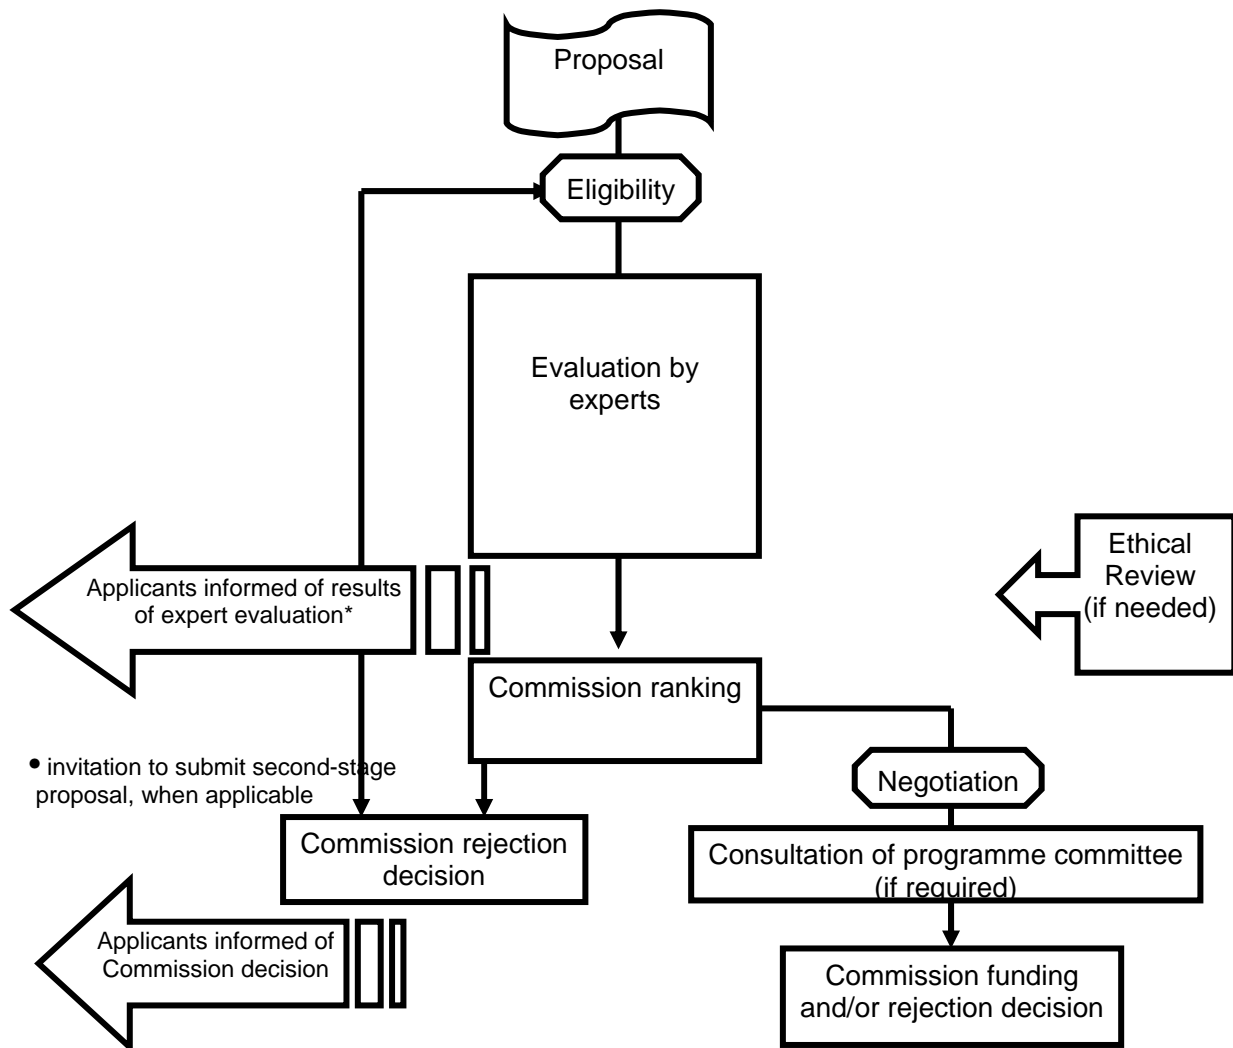 Proposal
Eligibility
Evaluation by
experts
Ethical
Review
(if needed)
Applicants informed of results
of expert evaluation*
Commission ranking
• invitation to submit second-stage
proposal, when applicable
Negotiation
Commission rejection
decision
Consultation of programme committee
(if required)
Applicants informed of
Commission decision
Commission funding
and/or rejection decision